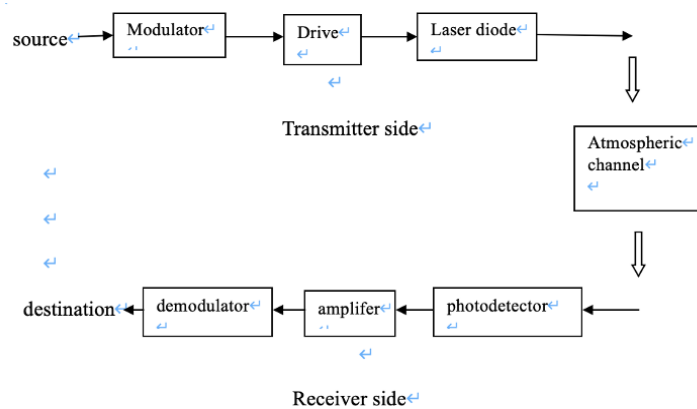 source
Modulator
Drive
Laser diode
Transmitter side
Atmospheric
channel
destination
demodulator
amplifer
photodetector
Receiver side